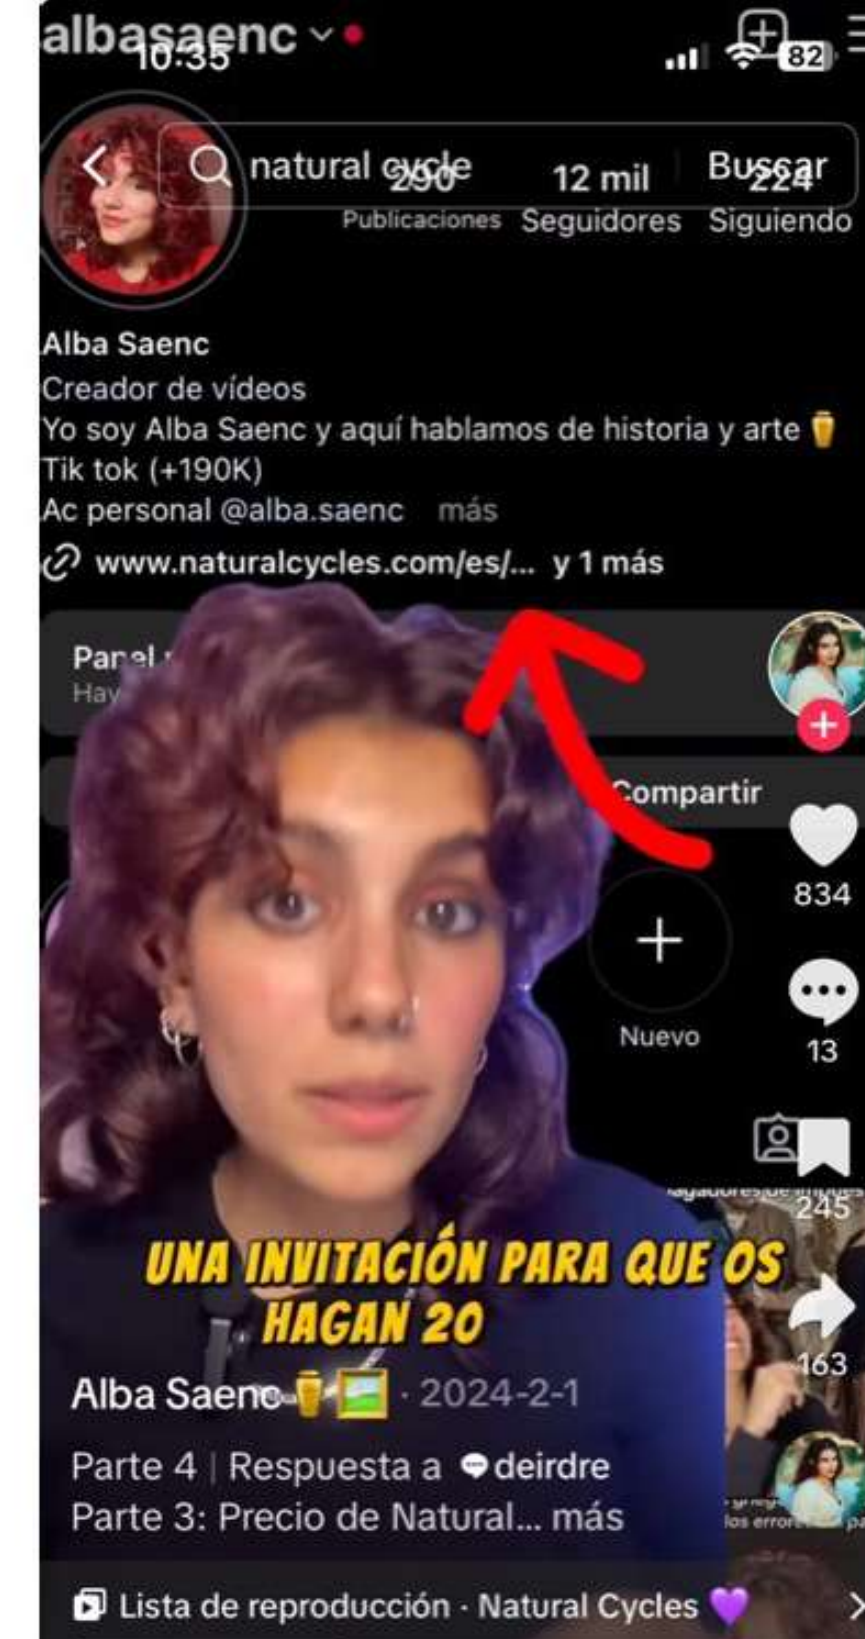 albasaenc
10:35
82
natural cycle
Buscar
290
12 mil
224
Publicaciones
Seguidores
Siguiendo
Alba Saenc
Creador de vídeos
Yo soy Alba Saenc y aquí hablamos de historia y arte
Tik tok (+190K)
Ac personal @alba.saenc más
www.naturalcycles.com/es/... y 1 más
Compartir
834
Nuevo
13
245
UNA INVITACIÓN PARA QUE OS
HAGAN 20
163
Alba Saenc · 2024-2-1
Parte 4 | Respuesta a deirdre
Parte 3: Precio de Natural... más
Lista de reproducción · Natural Cycles